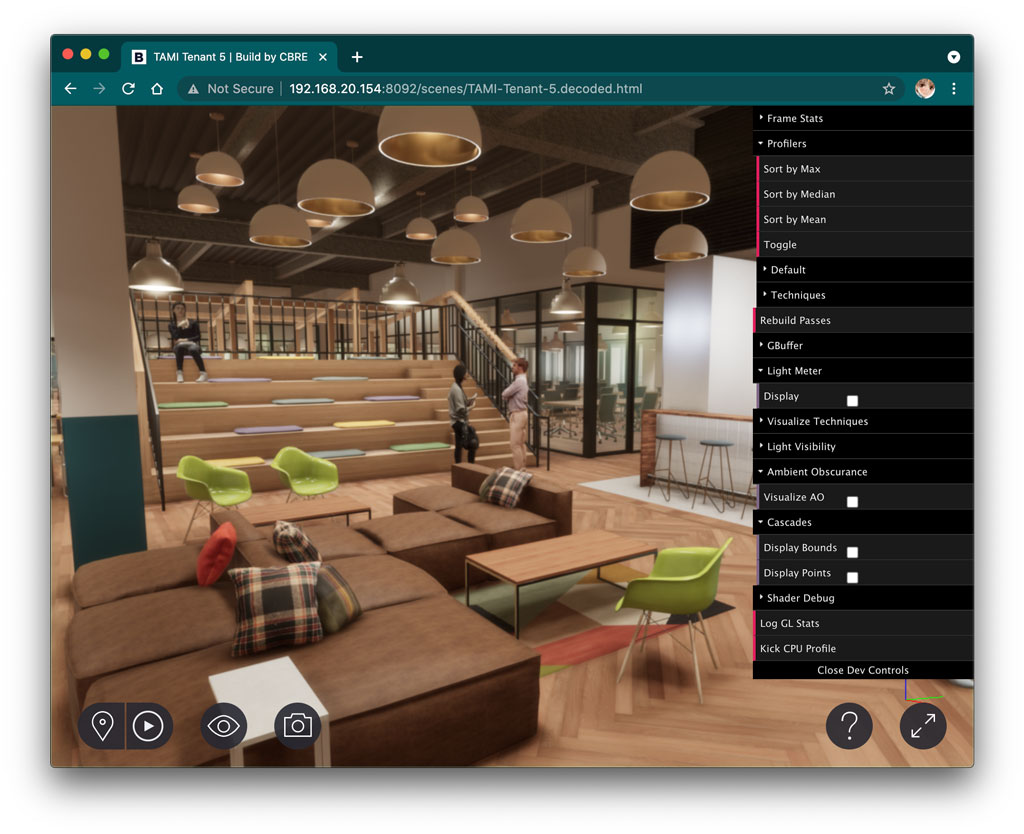 B TAMI Tenant 5 | Build by CBRE
Not Secure 192.168.20.154:8092/scenes/TAMI-Tenant-5.decoded.html
Frame Stats
Profilers
Sort by Max
Sort by Median
Sort by Mean
Toggle
Default
Techniques
Rebuild Passes
GBuffer
Light Meter
Display
Visualize Techniques
Light Visibility
Ambient Obscurance
Visualize AO
Cascades
Display Bounds
Display Points
Shader Debug
Log GL Stats
Kick CPU Profile
Close Dev Controls
?